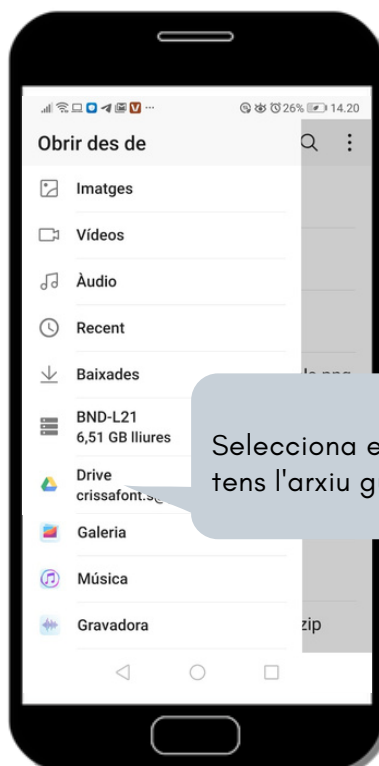 26% 14.20
Obrir des de
Imatges
Vídeos
Àudio
Recent
Baixades
BND-L21
6,51 GB lliures
Selecciona e
tens l'arxiu g
Drive
crissafont.s@
Galeria
Música
Gravadora
zip